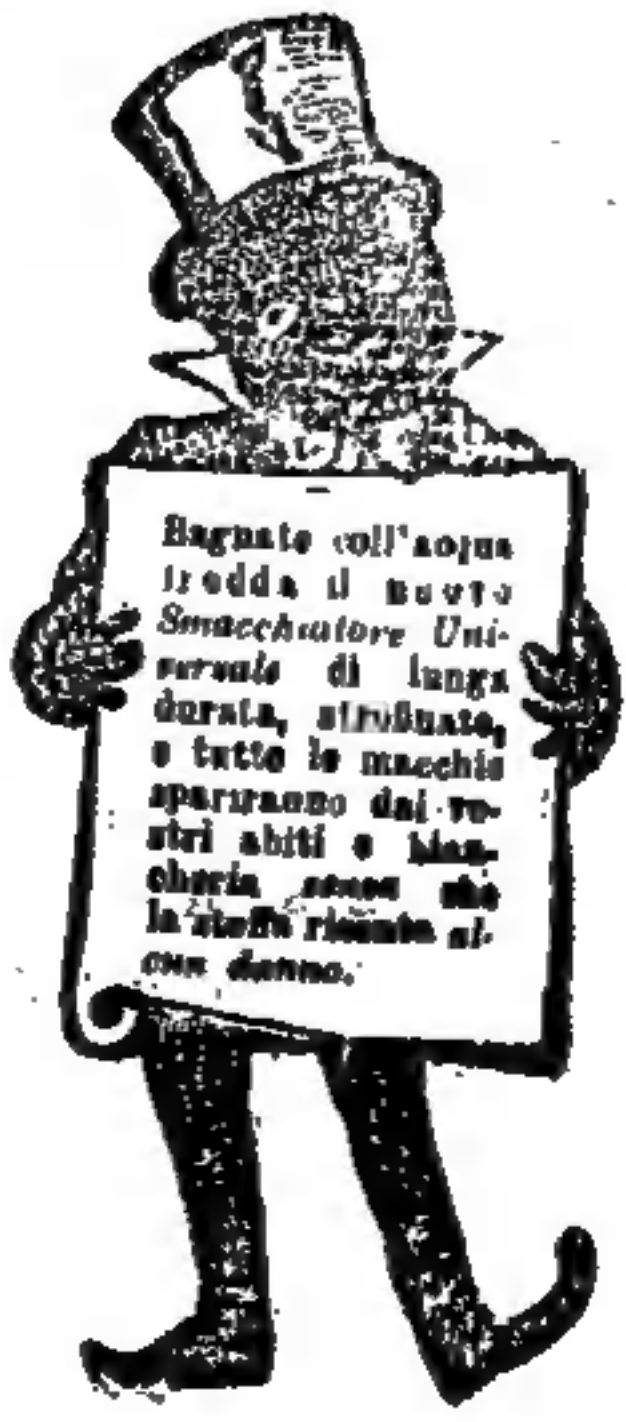 Bagnate coll'acqua
fredda il nuovo
Smacchiatore Uni-
versale di lunga
durata, strofinate,
e tutte le macchie
spariranno dai vo-
stri abiti e bian-
cheria senza che
la stoffa risenta al-
cun danno.